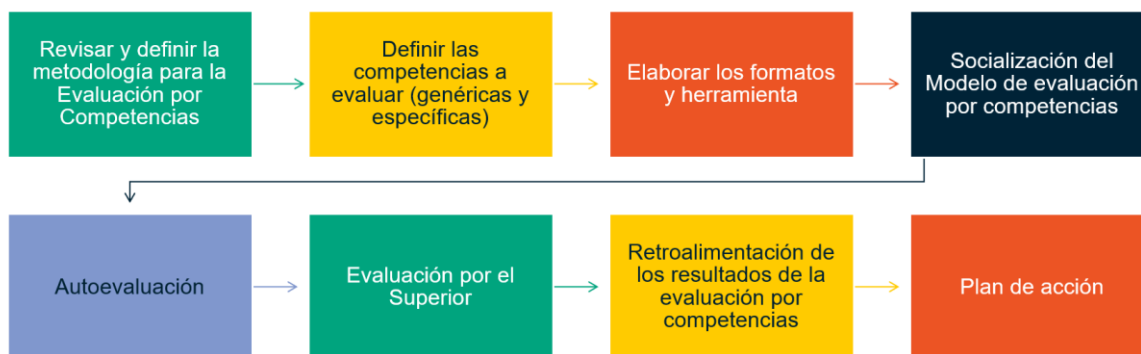 Revisar y definir la
metodología para la
Evaluación por
Competencias
Definir las
competencias a
evaluar (genéricas y
específicas)
Elaborar los formatos
y herramienta
Socialización del
Modelo de evaluación
por competencias
Autoevaluación
Evaluación por el
Superior
Retroalimentación de
los resultados de la
evaluación por
competencias
Plan de acción